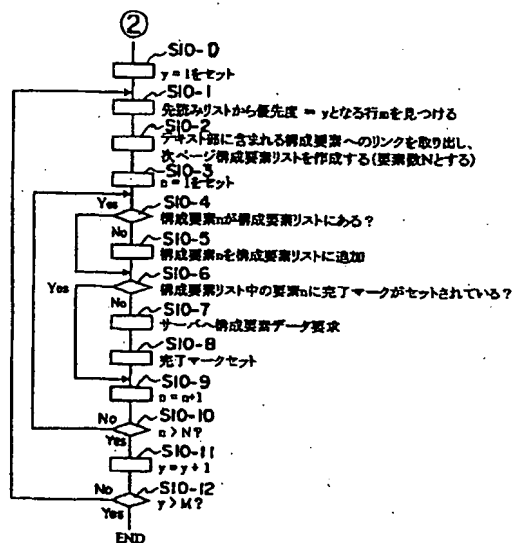 ②
S10-0
y=1をセット
S10-1
先読みリストから優先度 = yとなる行mを見つける
S10-2
テキスト部に含まれる構成要素へのリンクを取り出し、
次ページ構成要素リストを作成する(要素数Nとする)
S10-3
n=1をセット
Yes
S10-4
構成要素nが構成要素リストにある?
No
S10-5
構成要素nを構成要素リストに追加
S10-6
Yes
構成要素リスト中の要素nに完了マークがセットされている?
No
S10-7
サーバへ構成要素データ要求
S10-8
完了マークセット
S10-9
n=n+1
No
S10-10
n>N?
Yes
S10-11
y=y+1
No
S10-12
y>M?
Yes
END